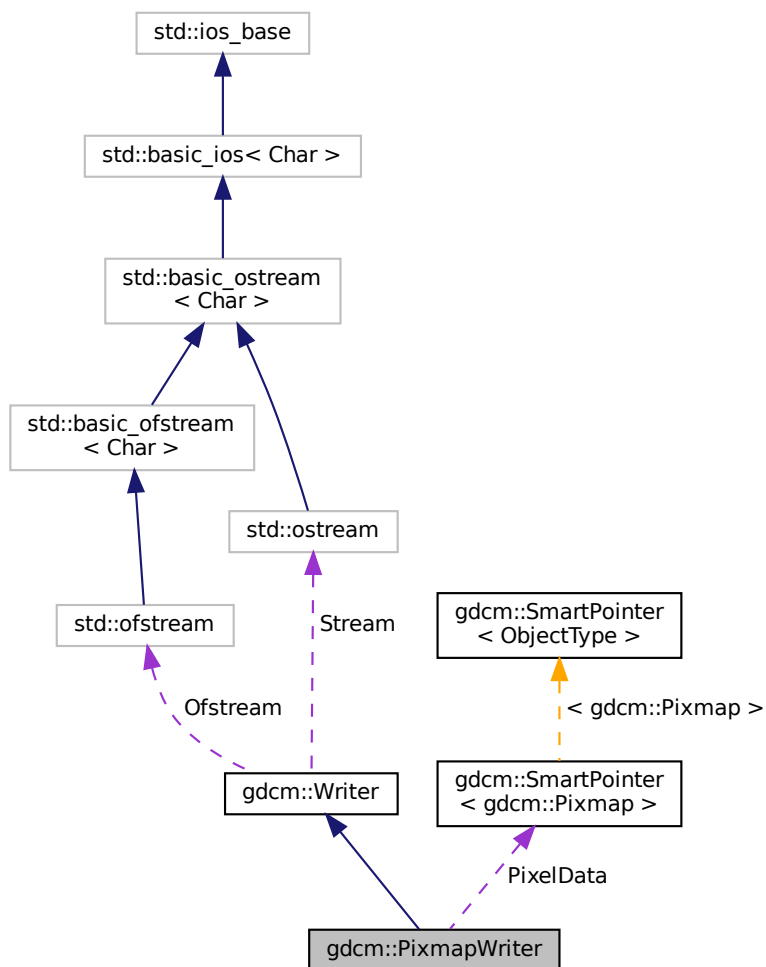 std::ios_base
std::basic_ios< Char >
std::basic_ostream
< Char >
std::basic_ofstream
< Char >
std::ostream
gdcm::SmartPointer
< ObjectType >
std::ofstream
Stream
Ofstream
< gdcm::Pixmap >
gdcm::Writer
gdcm::SmartPointer
< gdcm::Pixmap >
PixelData
gdcm::PixmapWriter